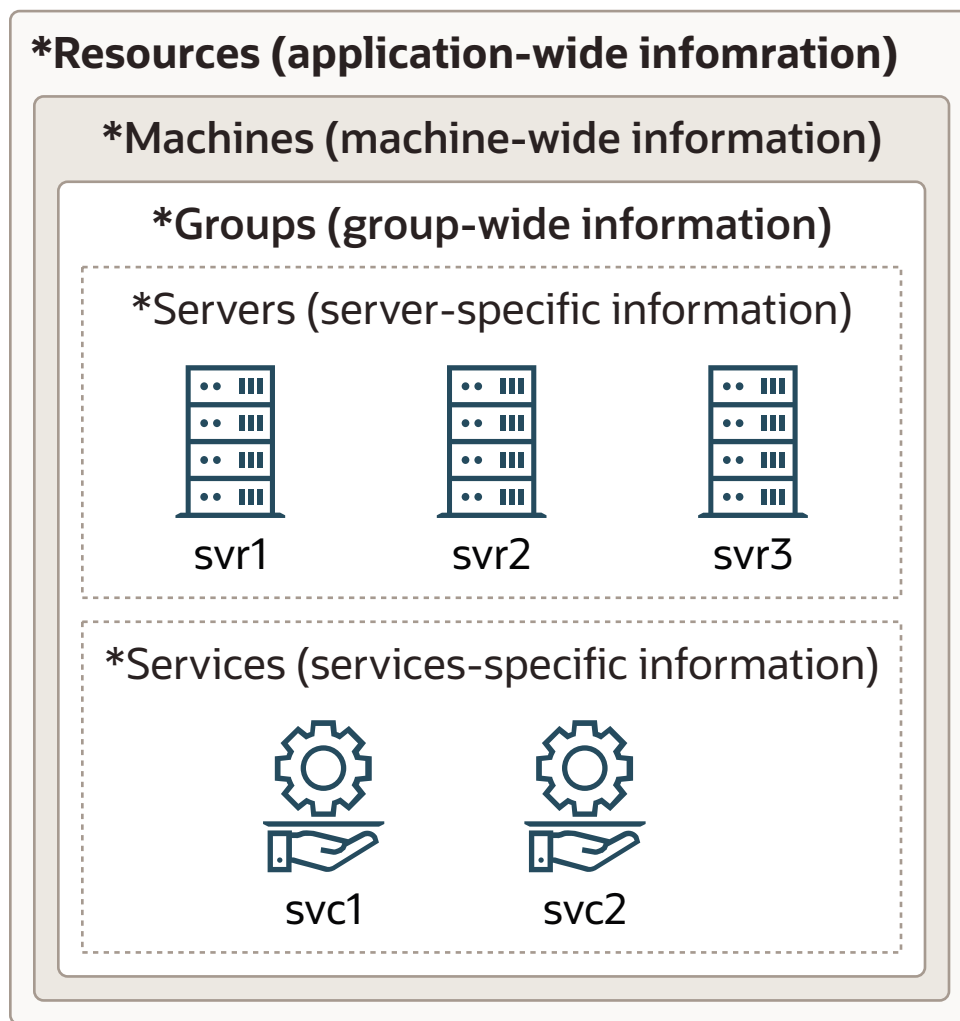 *Resources (application-wide infomration)
*Machines (machine-wide information)
*Groups (group-wide information)
*Servers (server-specific information)
svr1 svr2 svr3
*Services (services-specific information)
svc1 svc2